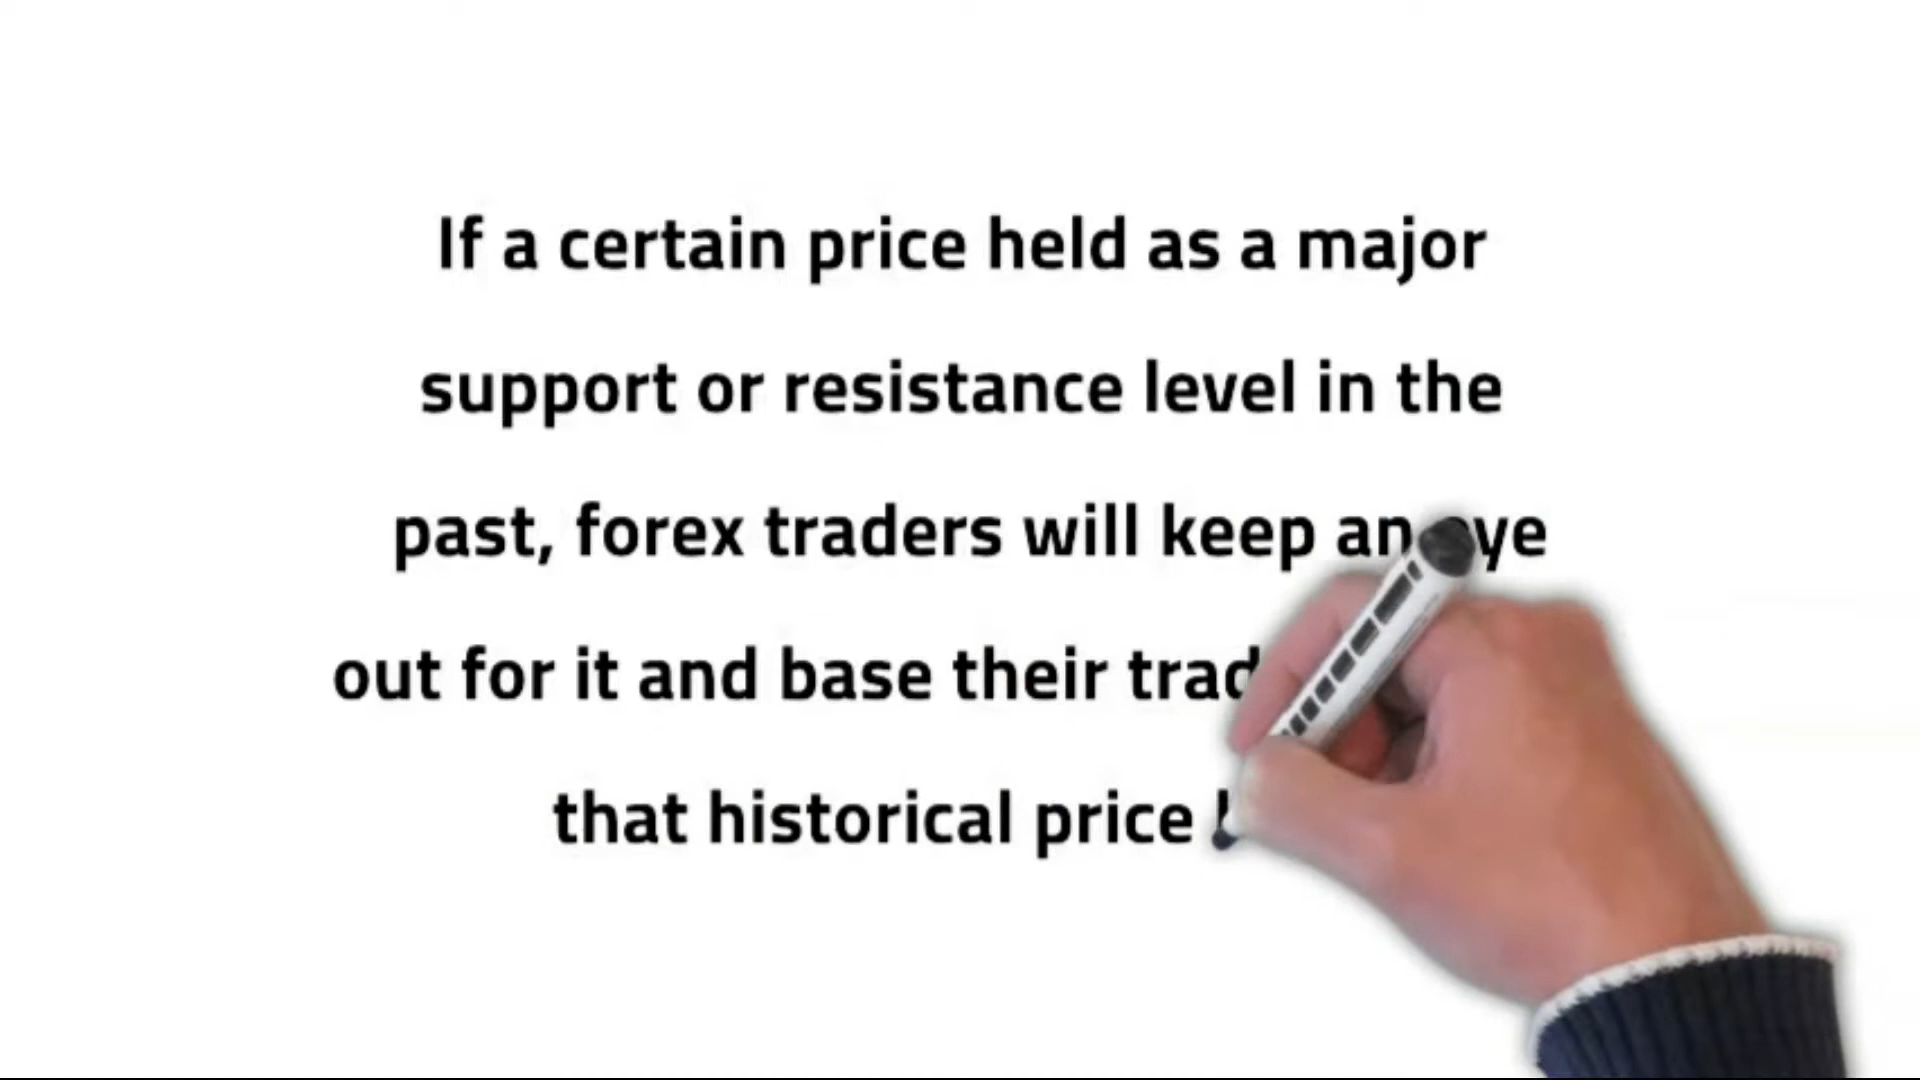 If a certain price held as a major
support or resistance level in the
past, forex traders will keep an eye
out for it and base their
that historical price